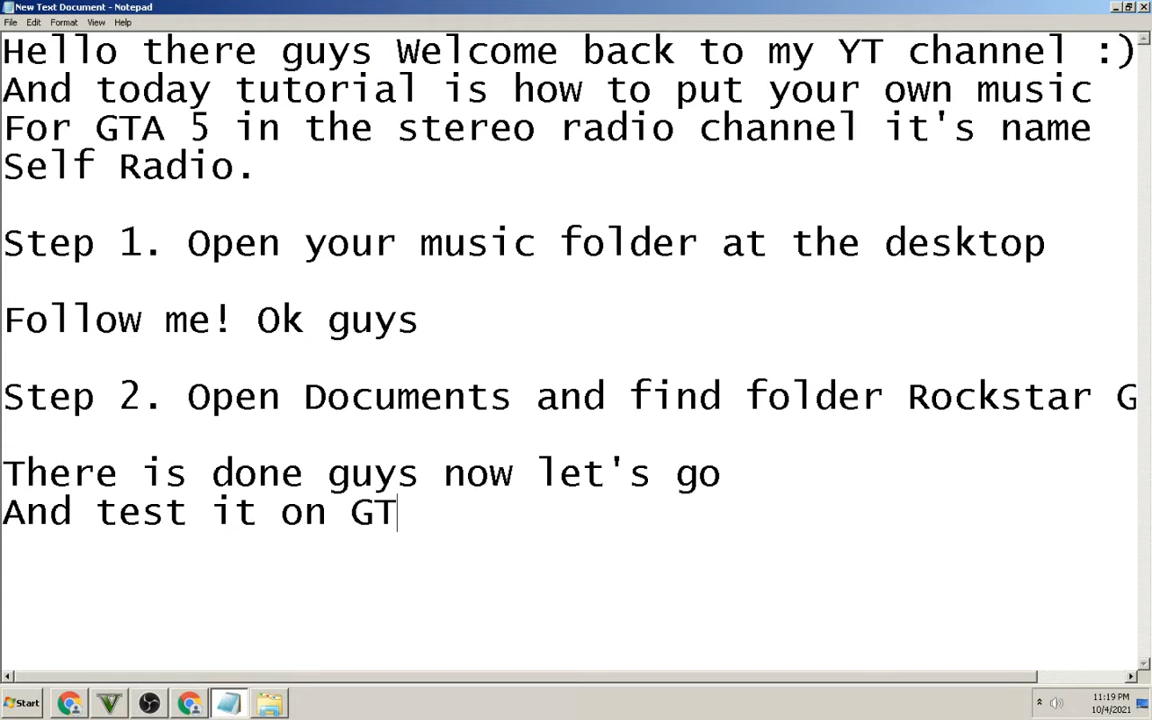 New Text Document - Notepad
File Edit Format View Help
Hello there guys Welcome back to my YT channel :)
And today tutorial is how to put your own music
For GTA 5 in the stereo radio channel it's name
Self Radio.
Step 1. Open your music folder at the desktop
Follow me! Ok guys
Step 2. Open Documents and find folder Rockstar G
There is done guys now let's go
And test it on GT
Start
11:19 PM
10/4/2021